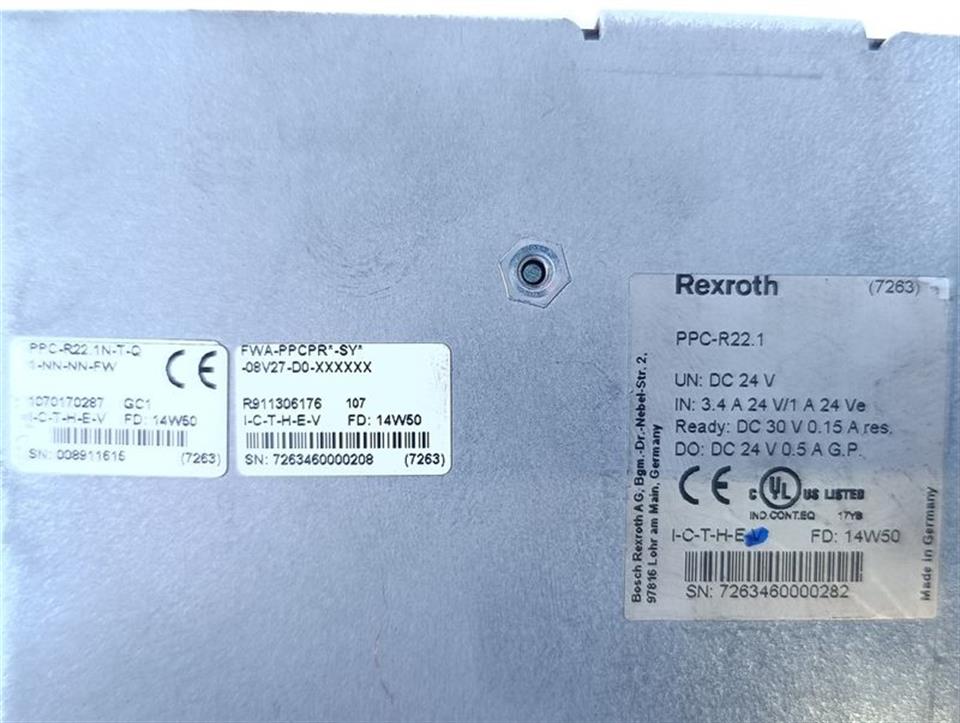 PPC-R22.1N-T-Q
1-NN-NN-FW
1070170287 GC1
I-C-T-H-E-V FD: 14W50
SN: 008911615 (7263)
FWA-PPCPR*-SY*
-08V27-D0-XXXXXX
R911306176 107
I-C-T-H-E-V FD: 14W50
SN: 7263460000208 (7263)
Rexroth (7263)
PPC-R22.1
UN: DC 24 V
IN: 3.4 A 24 V/1 A 24 Ve
Ready: DC 30 V 0.15 A res.
DO: DC 24 V 0.5 A G.P.
CE C UL US LISTED
IND.CONT.EQ 17YB
I-C-T-H-E-V FD: 14W50
SN: 7263460000282
Bosch Rexroth AG, Bgm.-Dr.-Nebel-Str. 2,
97816 Lohr am Main, Germany
Made in Germany